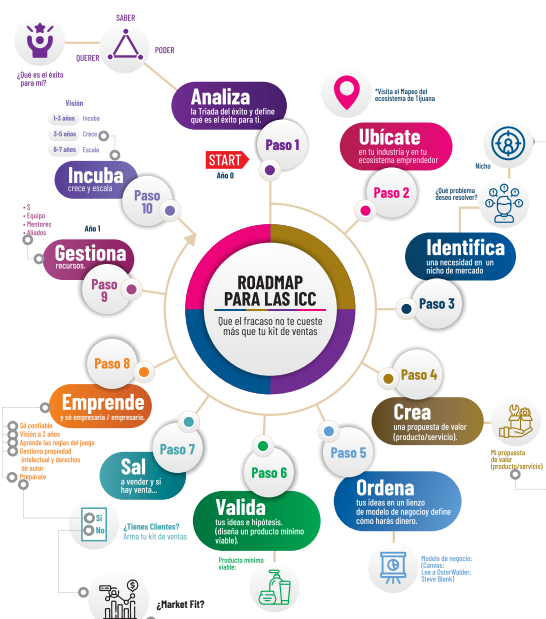 SABER
QUERER
PODER
¿Qué es el éxito
para mí?
Analiza
la Triada del éxito y define
qué es el éxito para ti.
Paso 1
START
Año 0
*Visita el Mapeo del
ecosistema de Tijuana
Ubícate
en tu industria y en tu
ecosistema emprendedor
Paso 2
Nicho
¿Qué problema
deseo resolver?
Identifica
una necesidad en un
nicho de mercado
Paso 3
Paso 4
Crea
una propuesta de valor
(producto/servicio).
Mi propuesta
de valor
(producto/servicio)
Paso 5
Ordena
tus ideas en un lienzo
de modelo de negocioy define
cómo harás dinero.
Modelo de negocio:
(Canvas:
Lee a OsterWalder,
Steve Blank)
Paso 6
Valida
tus ideas e hipótesis.
(diseña un producto mínimo
viable).
Producto mínimo
viable:
Paso 7
Sal
a vender y si
hay venta...
Paso 8
Emprende
y sé empresaria / empresario.
Sé confiable
Visión a 3 años
Aprende las reglas del juego
Gestiona propiedad
intelectual y derechos
de autor
Prepárate
Sí
No
¿Tienes Clientes?
Arma tu kit de ventas
¿Market Fit?
Año 1
Gestiona
recursos.
Paso
9
• $
• Equipo
• Mentores
• Aliados
Visión
1-3 años Incuba
3-5 años Crece
6-7 años Escala
Incuba
crece y escala
Paso
10
ROADMAP
PARA LAS ICC
Que el fracaso no te cueste
más que tu kit de ventas